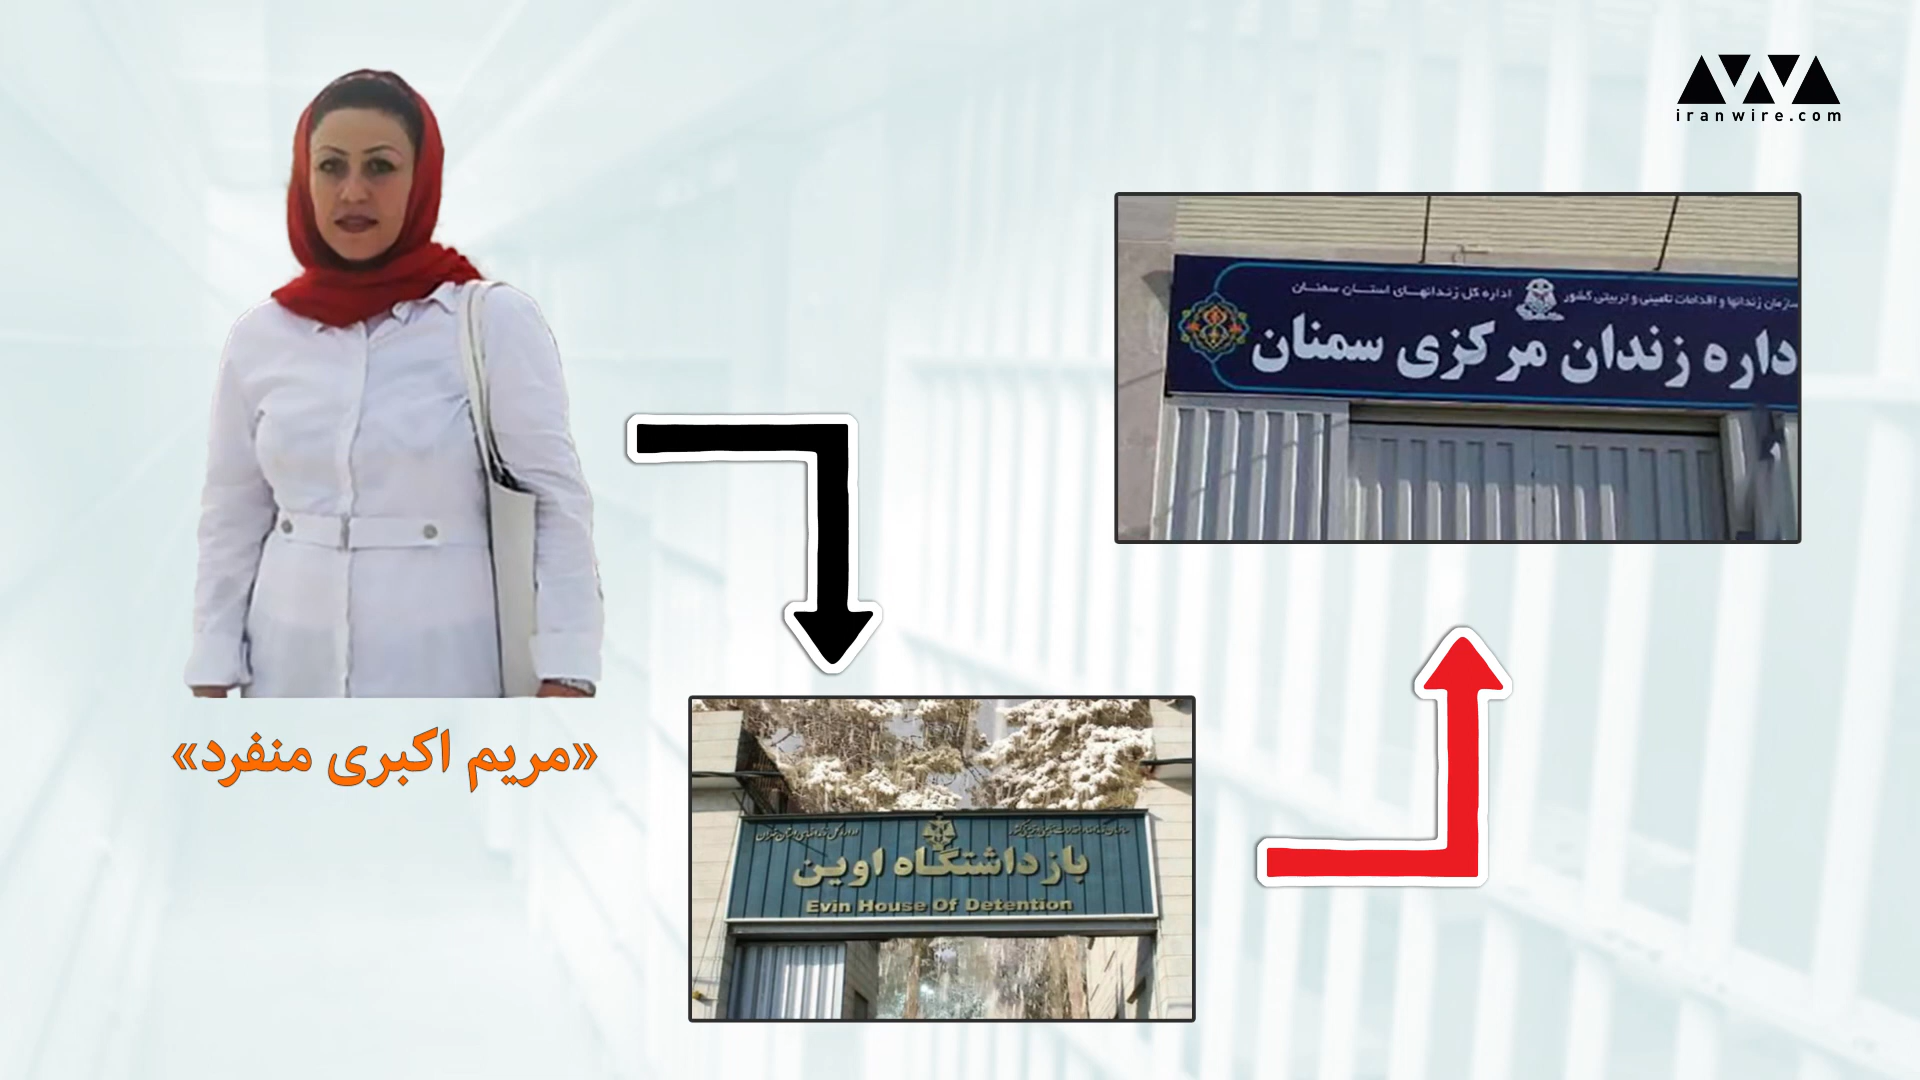 iranwire.com
سازمان زندانها و اقدامات تامینی و تربیتی کشور
اداره کل زندانهای استان سمنان
داره زندان مرکزی سمنان
«مریم اکبری منفرد»
بازداشتگاه اوین
Evin House Of Detention